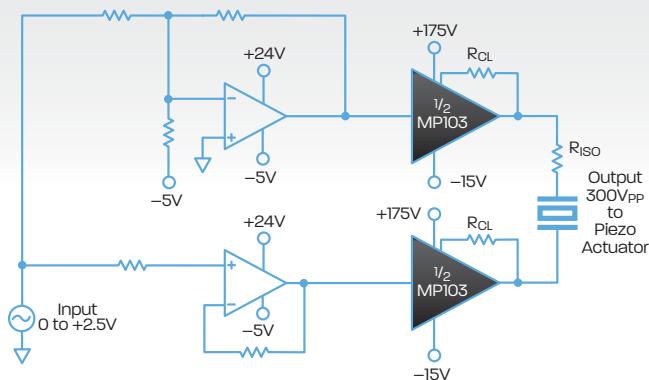 +24V
−5V
−5V
+175V
RCL
1/2
MP103
−15V
RISO
Output
300VPP
to
Piezo
Actuator
+24V
−5V
+175V
RCL
1/2
MP103
−15V
Input
0 to +2.5V